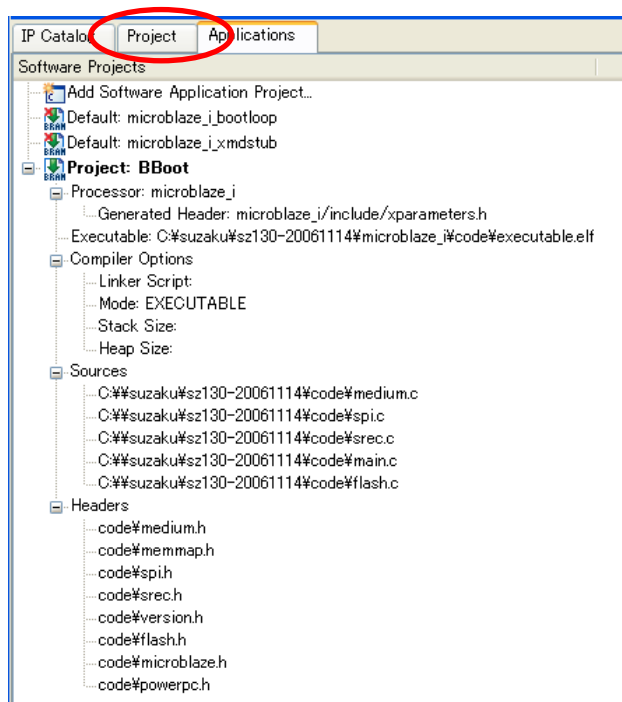 IP Catalog Project Applications
Software Projects
Add Software Application Project...
BRAM Default: microblaze_i_bootloop
BRAM Default: microblaze_i_xmdstub
BRAM Project: BBoot
Processor: microblaze_i
Generated Header: microblaze_i/include/xparameters.h
Executable: C:¥suzaku¥sz130-20061114¥microblaze_i¥code¥executable.elf
Compiler Options
Linker Script:
Mode: EXECUTABLE
Stack Size:
Heap Size:
Sources
C:¥¥suzaku¥sz130-20061114¥code¥medium.c
C:¥¥suzaku¥sz130-20061114¥code¥spi.c
C:¥¥suzaku¥sz130-20061114¥code¥srec.c
C:¥¥suzaku¥sz130-20061114¥code¥main.c
C:¥¥suzaku¥sz130-20061114¥code¥flash.c
Headers
code¥medium.h
code¥memmap.h
code¥spi.h
code¥srec.h
code¥version.h
code¥flash.h
code¥microblaze.h
code¥powerpc.h